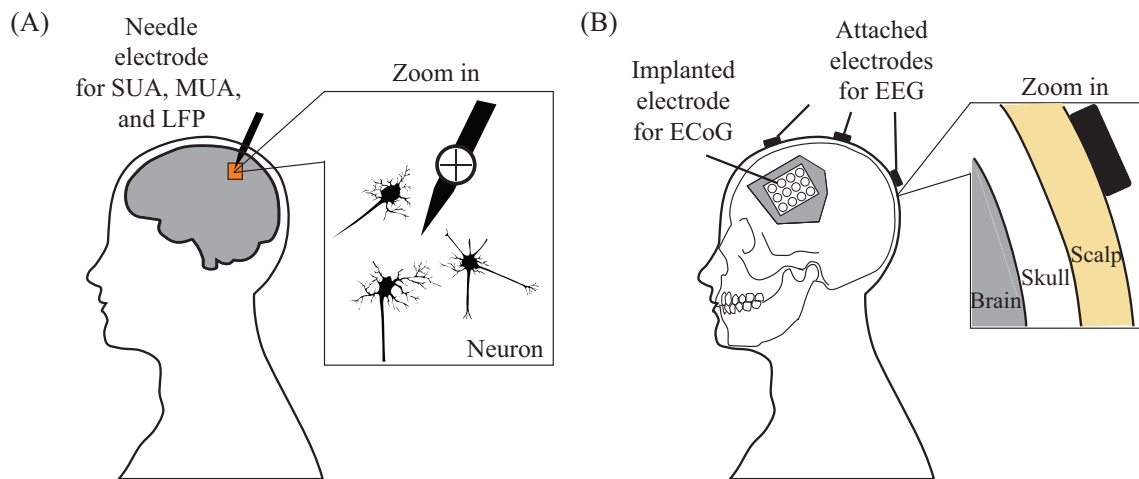 (A)
Needle
electrode
for SUA, MUA,
and LFP
Zoom in
Neuron
(B)
Implanted
electrode
for ECoG
Attached
electrodes
for EEG
Zoom in
Brain
Skull
Scalp